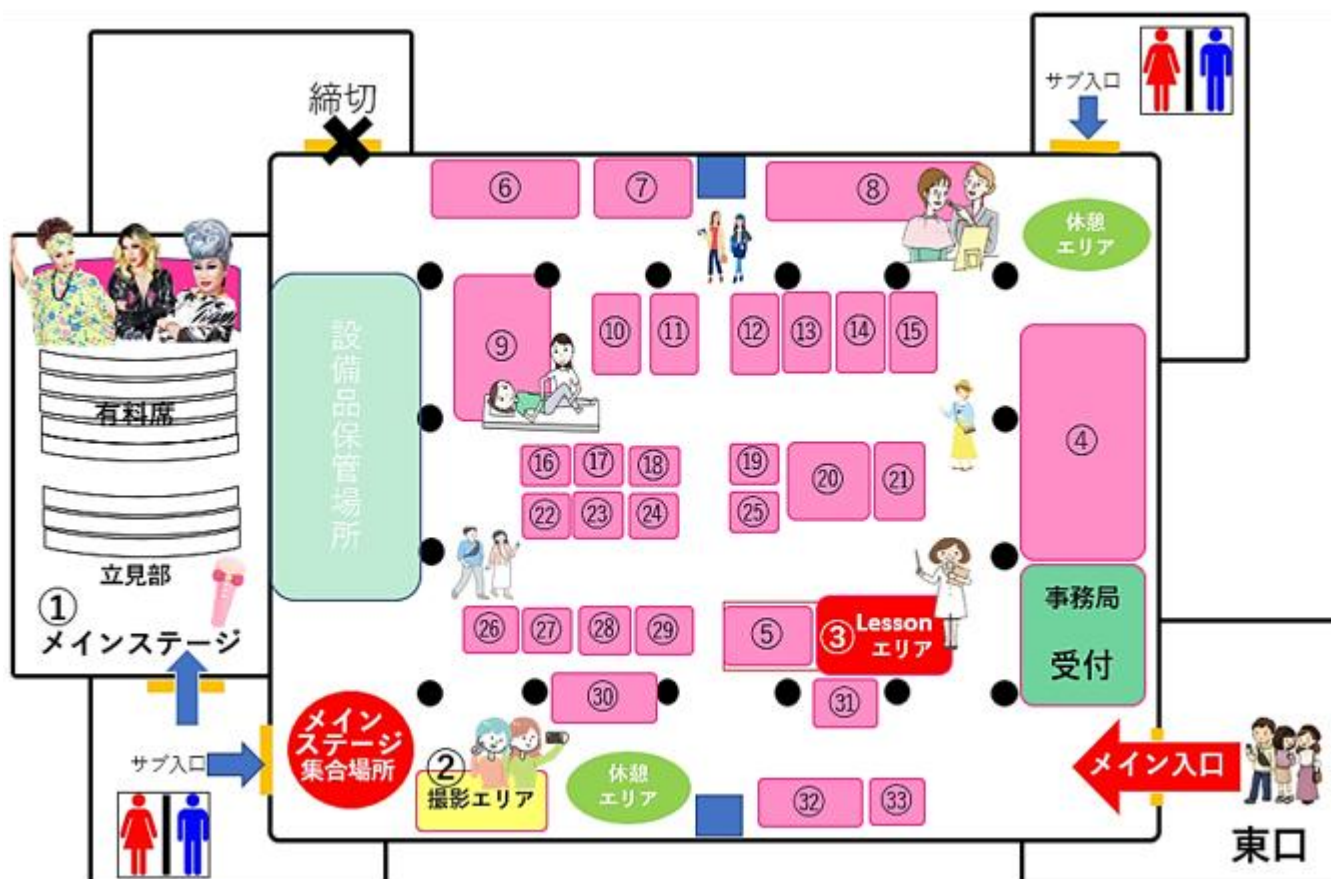 締切
サブ入口
⑥
⑦
⑧
休憩
エリア
設備品保管場所
⑨
⑩
⑪
⑫
⑬
⑭
⑮
④
有料席
⑯
⑰
⑱
⑲
⑳
㉑
㉒
㉓
㉔
㉕
立見部
①
メインステージ
㉖
㉗
㉘
㉙
⑤
③
Lesson
エリア
事務局
受付
㉚
㉛
メイン
ステージ
集合場所
サブ入口
②
撮影エリア
休憩
エリア
㉜
㉝
メイン入口
東口